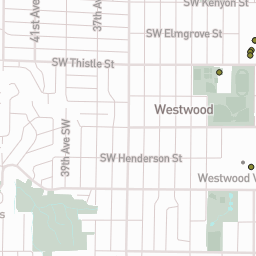 SW Kenyon St
41st Ave
37th Ave
SW Elmgrove St
SW Thistle St
Westwood
39th Ave SW
SW Henderson St
Westwood V
s